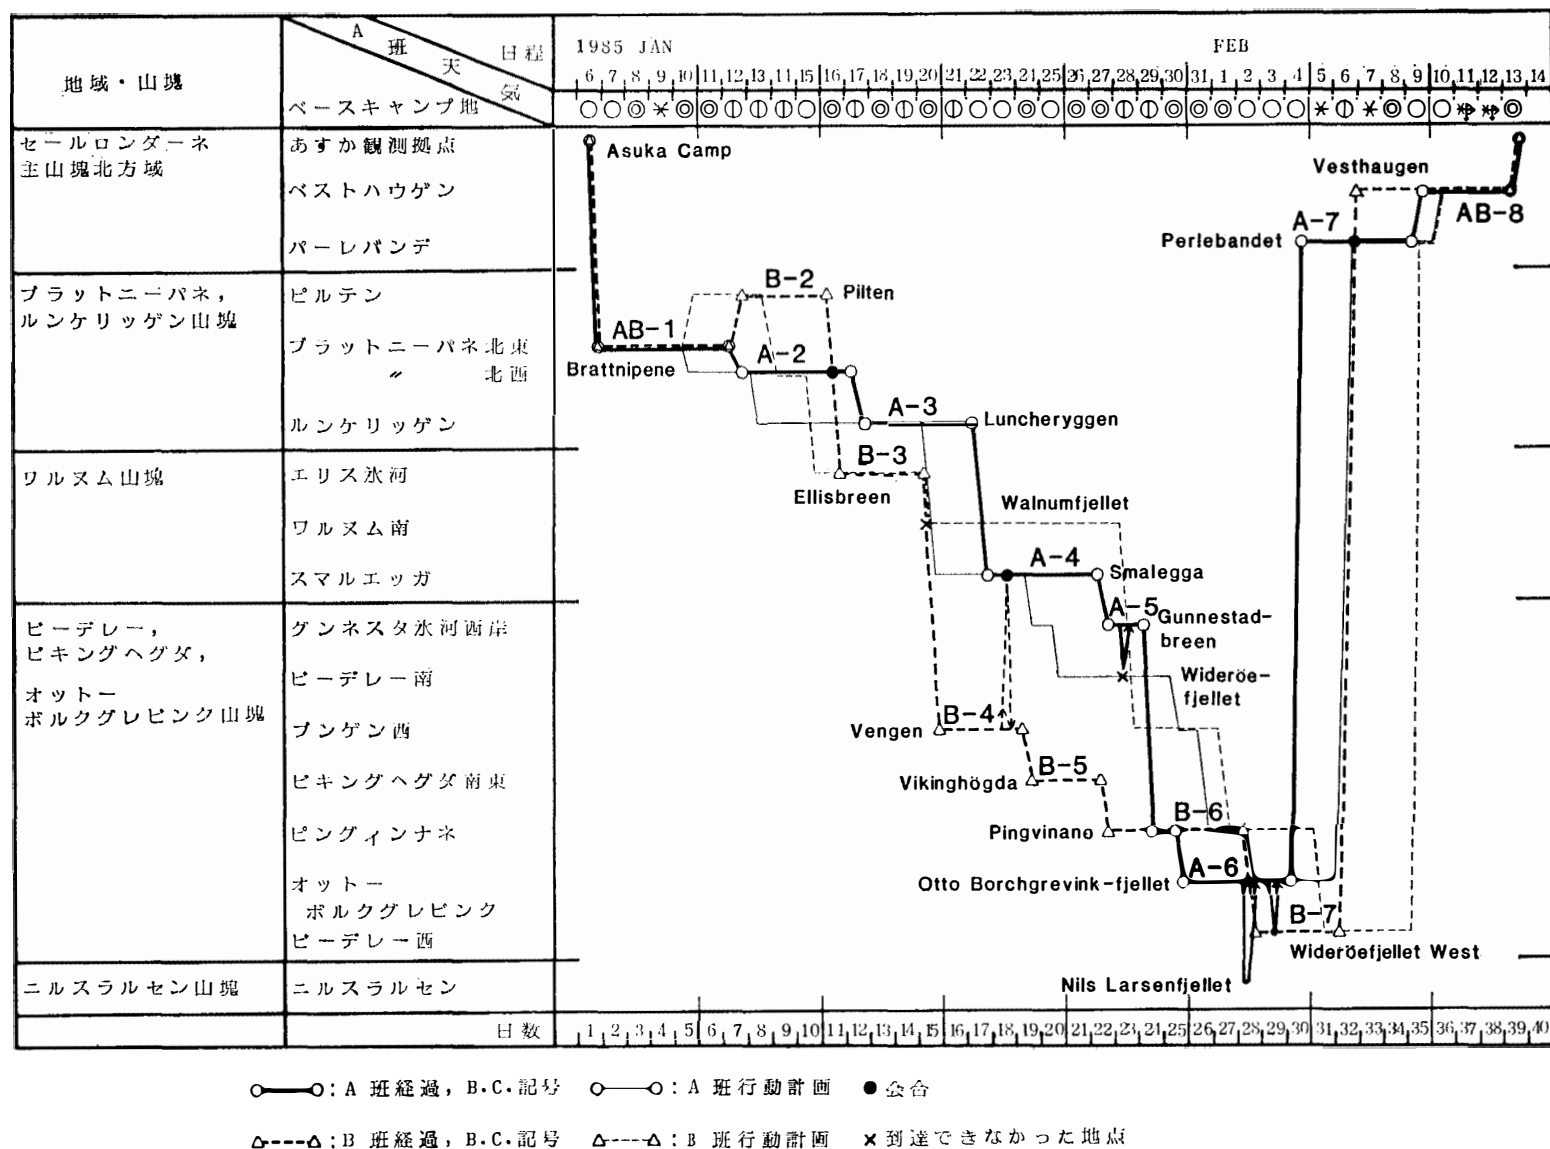 地域・山塊
A 班 天 気
日程
ベースキャンプ地
1985 JAN
FEB
6 7 8 9 10 11 12 13 14 15 16 17 18 19 20 21 22 23 24 25 26 27 28 29 30 31 1 2 3 4 5 6 7 8 9 10 11 12 13 14
セールロンダーネ
主山塊北方域
あすか観測拠点
ベストハウゲン
パーレバンデ
Asuka Camp
Vesthaugen
AB-8
A-7
Perlebandet
ブラットニーパネ,
ルンケリッゲン山塊
ピルテン
ブラットニーパネ北東
〃 北西
ルンケリッゲン
B-2
Pilten
AB-1
A-2
Brattnipene
A-3
Luncheryggen
ワルヌム山塊
エリス氷河
ワルヌム南
スマルエッガ
B-3
Ellisbreen
Walnumfjellet
A-4
Smalegga
ビーデレー,
ビキングヘグダ,
オットー
ボルクグレビンク山塊
グンネスタ氷河西岸
ビーデレー南
ブンゲン西
ビキングヘグダ南東
ピングィンナネ
オットー
ボルクグレビンク
ビーデレー西
A-5
Gunnestad-
breen
Wideröe-
fjellet
B-4
Vengen
B-5
Vikinghögda
B-6
Pingvinano
A-6
Otto Borchgrevink-fjellet
B-7
Wideröefjellet West
ニルスラルセン山塊
ニルスラルセン
Nils Larsenfjellet
日数
1 2 3 4 5 6 7 8 9 10 11 12 13 14 15 16 17 18 19 20 21 22 23 24 25 26 27 28 29 30 31 32 33 34 35 36 37 38 39 40
: A 班経過, B.C.記号
: A 班行動計画
会合
: B 班経過, B.C.記号
: B 班行動計画
到達できなかった地点